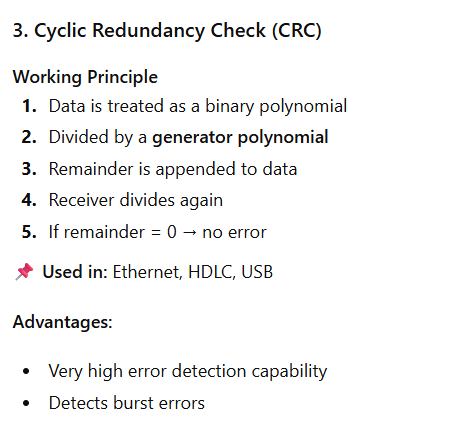 3. Cyclic Redundancy Check (CRC)
Working Principle
1. Data is treated as a binary polynomial
2. Divided by a generator polynomial
3. Remainder is appended to data
4. Receiver divides again
5. If remainder = 0 → no error
📌 Used in: Ethernet, HDLC, USB
Advantages:
• Very high error detection capability
• Detects burst errors